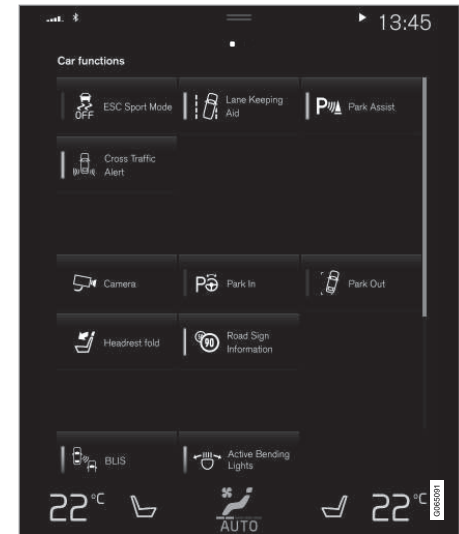 13:45
Car functions
OFF
ESC Sport Mode
Lane Keeping
Aid
P
Park Assist
Cross Traffic
Alert
Camera
P
Park In
Park Out
Headrest fold
90
Road Sign
Information
BLIS
Active Bending
Lights
22°C
AUTO
22°C
G065091